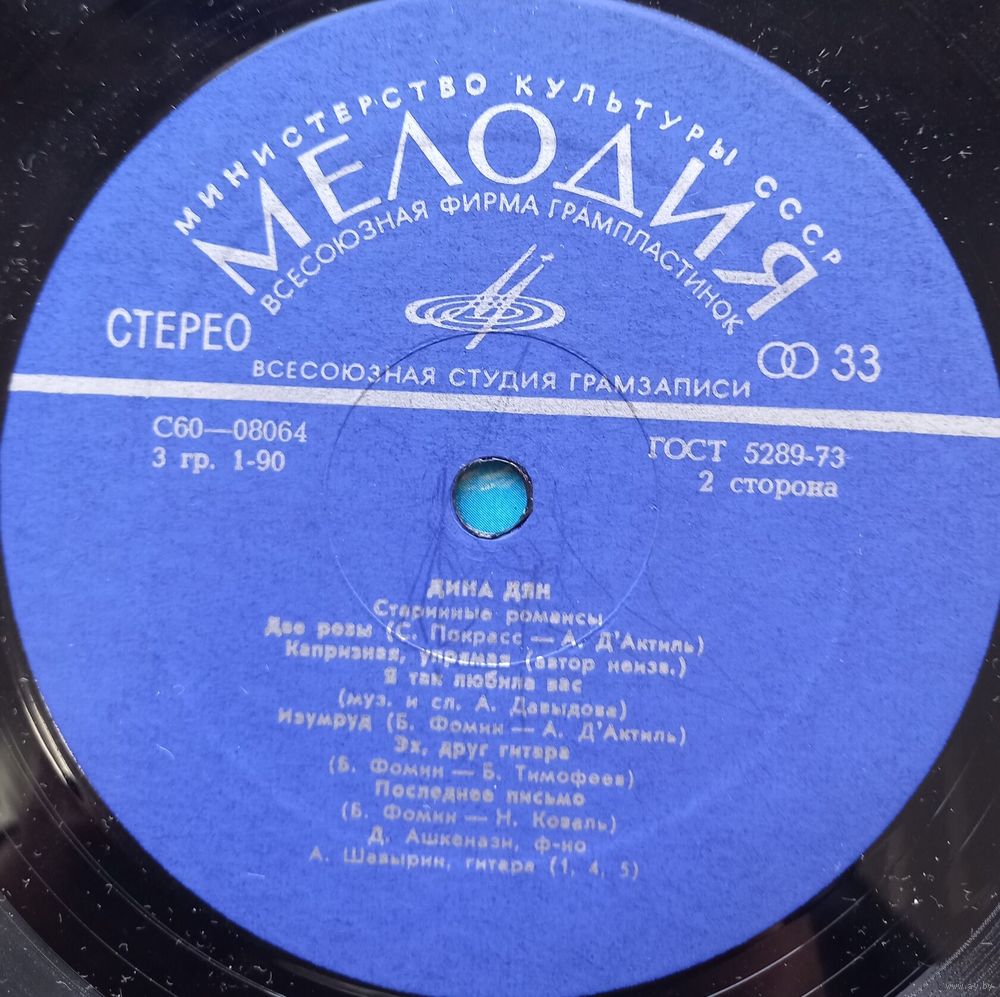 МИНИСТЕРСТВО КУЛЬТУРЫ СССР
МЕЛОДИЯ
ВСЕСОЮЗНАЯ ФИРМА ГРАМПЛАСТИНОК
СТЕРЕО
33
ВСЕСОЮЗНАЯ СТУДИЯ ГРАМЗАПИСИ
С60—08064
ГОСТ 5289-73
3 гр. 1-90
2 сторона
ДИНА ДЯН
Старинные романсы
Две розы (С. Покрасс — А. Д'Актиль)
Капризная, упрямая (автор неизв.)
Я так любила вас
(муз. и сл. А. Давыдова)
Изумруд (Б. Фомин — А. Д'Актиль)
Эх, друг гитара
(Б. Фомин — Б. Тимофеев)
Последнее письмо
(Б. Фомин — Н. Коваль)
Д. Ашкенази, ф-но
А. Шавырин, гитара (1, 4, 5)
www.ay.by